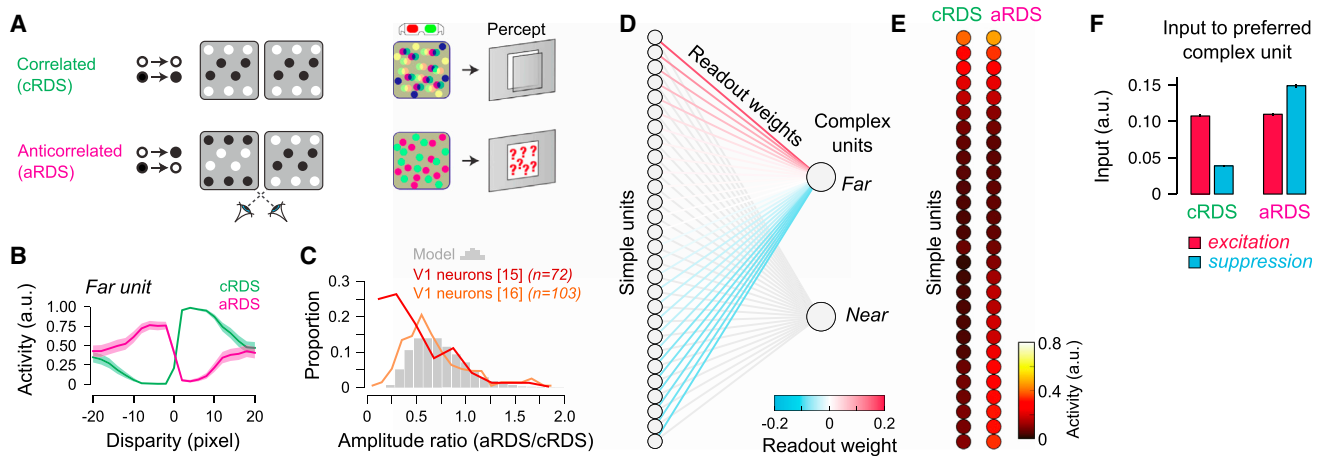 A
Correlated
(cRDS)
Anticorrelated
(aRDS)
Percept
? ? ?
? ?
? ? ?
B
Far unit
cRDS
aRDS
Activity (a.u.)
1.00
0.75
0.50
0.25
0
-20
-10
0
10
20
Disparity (pixel)
C
Model
V1 neurons [15] (n=72)
V1 neurons [16] (n=103)
Proportion
0.3
0.2
0.1
0
0
0.5
1.0
1.5
2.0
Amplitude ratio (aRDS/cRDS)
D
Simple units
Readout weights
Complex
units
Far
Near
-0.2
0
0.2
Readout weight
E
cRDS
aRDS
Simple units
0.8
0.4
0
Activity (a.u.)
F
Input to preferred
complex unit
Input (a.u.)
0.15
0.10
0.05
0
cRDS
aRDS
excitation
suppression